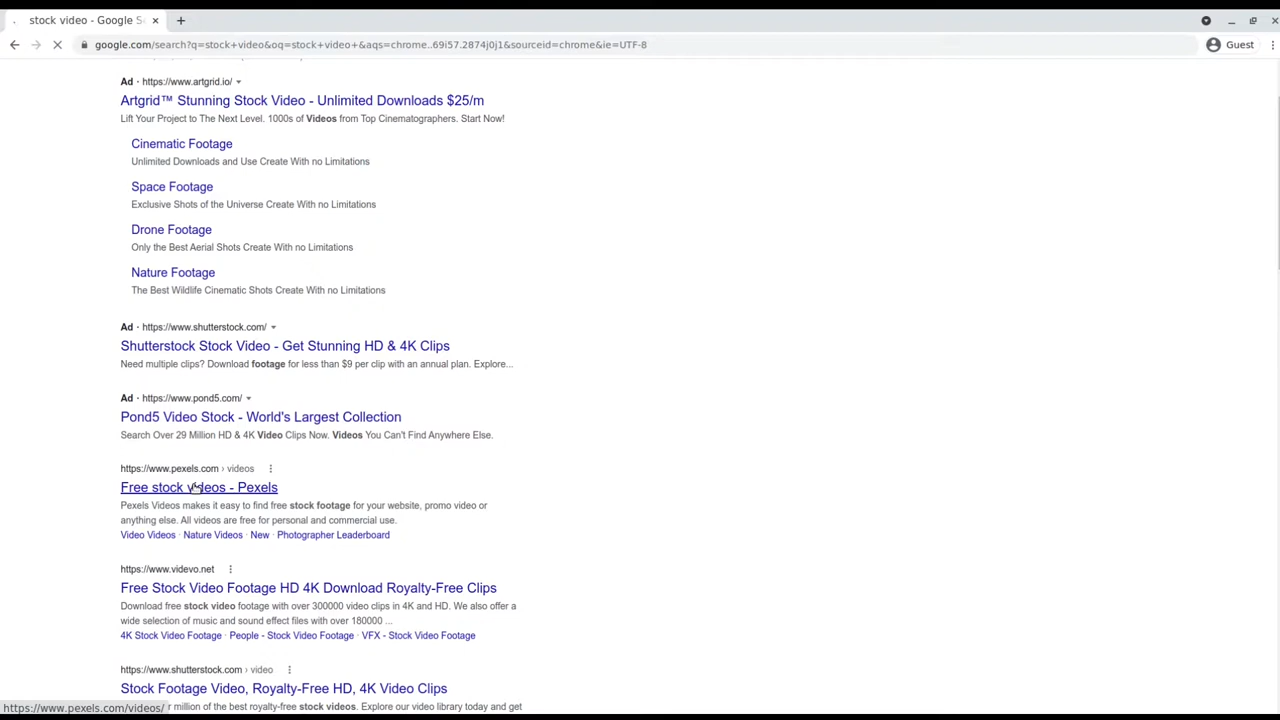 stock video - Google S
google.com/search?q=stock+video&oq=stock+video+&aqs=chrome..69i57.2874j0j1&sourceid=chrome&ie=UTF-8
Guest
Ad · https://www.artgrid.io/
Artgrid™ Stunning Stock Video - Unlimited Downloads $25/m
Lift Your Project to The Next Level. 1000s of Videos from Top Cinematographers. Start Now!
Cinematic Footage
Unlimited Downloads and Use Create With no Limitations
Space Footage
Exclusive Shots of the Universe Create With no Limitations
Drone Footage
Only the Best Aerial Shots Create With no Limitations
Nature Footage
The Best Wildlife Cinematic Shots Create With no Limitations
Ad · https://www.shutterstock.com/
Shutterstock Stock Video - Get Stunning HD & 4K Clips
Need multiple clips? Download footage for less than $9 per clip with an annual plan. Explore...
Ad · https://www.pond5.com/
Pond5 Video Stock - World's Largest Collection
Search Over 29 Million HD & 4K Video Clips Now. Videos You Can't Find Anywhere Else.
https://www.pexels.com › videos
Free stock videos - Pexels
Pexels Videos makes it easy to find free stock footage for your website, promo video or
anything else. All videos are free for personal and commercial use.
Video Videos · Nature Videos · New · Photographer Leaderboard
https://www.videvo.net
Free Stock Video Footage HD 4K Download Royalty-Free Clips
Download free stock video footage with over 300000 video clips in 4K and HD. We also offer a
wide selection of music and sound effect files with over 180000 ...
4K Stock Video Footage · People - Stock Video Footage · VFX - Stock Video Footage
https://www.shutterstock.com › video
Stock Footage Video, Royalty-Free HD, 4K Video Clips
https://www.pexels.com/videos/ r million of the best royalty-free stock videos. Explore our video library today and get